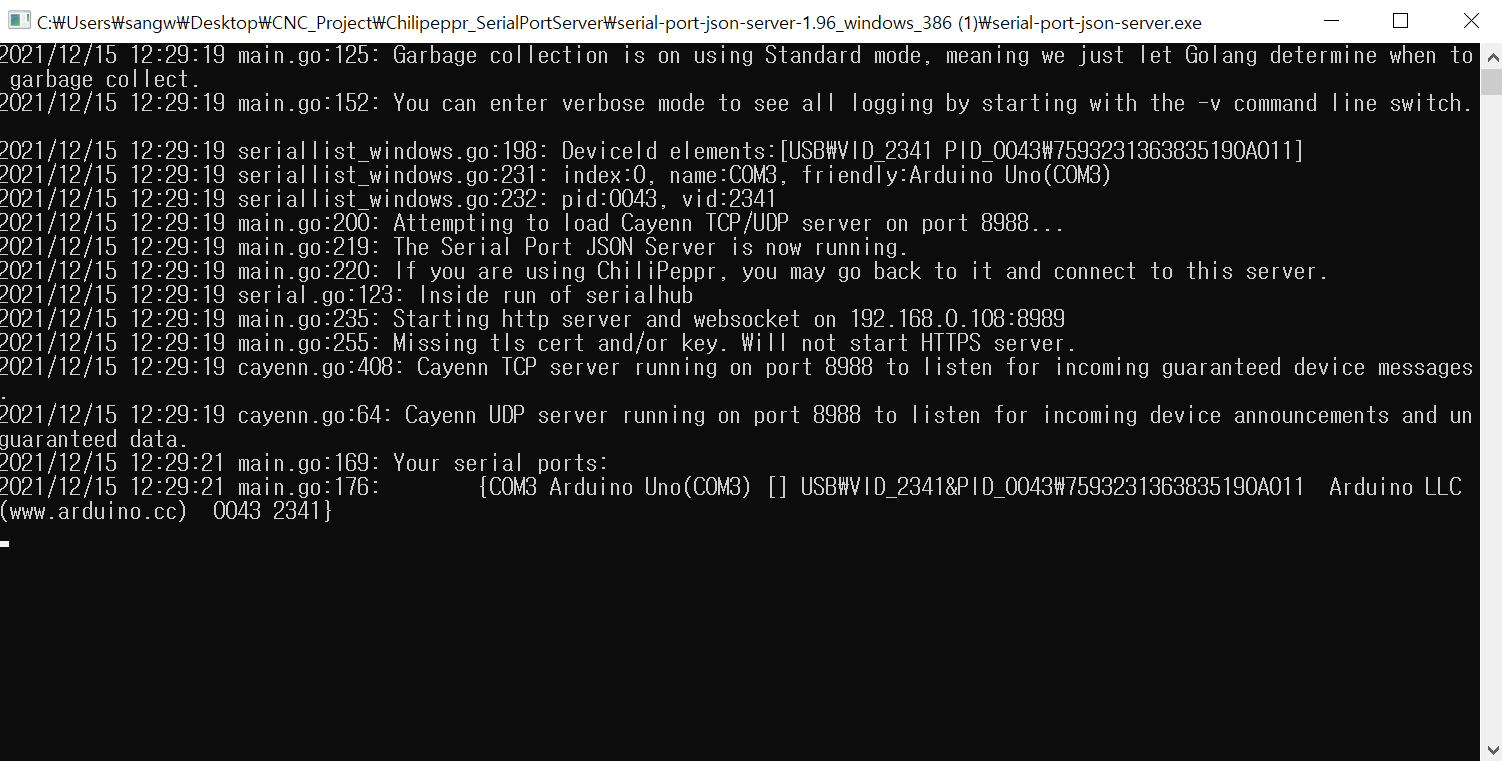 C:₩Users₩sangw₩Desktop₩CNC_Project₩Chilipeppr_SerialPortServer₩serial-port-json-server-1.96_windows_386 (1)₩serial-port-json-server.exe
2021/12/15 12:29:19 main.go:125: Garbage collection is on using Standard mode, meaning we just let Golang determine when to
garbage collect.
2021/12/15 12:29:19 main.go:152: You can enter verbose mode to see all logging by starting with the -v command line switch.
2021/12/15 12:29:19 seriallist_windows.go:198: DeviceId elements:[USB₩VID_2341 PID_0043₩7593231363835190A011]
2021/12/15 12:29:19 seriallist_windows.go:231: index:0, name:COM3, friendly:Arduino Uno(COM3)
2021/12/15 12:29:19 seriallist_windows.go:232: pid:0043, vid:2341
2021/12/15 12:29:19 main.go:200: Attempting to load Cayenn TCP/UDP server on port 8988...
2021/12/15 12:29:19 main.go:219: The Serial Port JSON Server is now running.
2021/12/15 12:29:19 main.go:220: If you are using ChiliPeppr, you may go back to it and connect to this server.
2021/12/15 12:29:19 serial.go:123: Inside run of serialhub
2021/12/15 12:29:19 main.go:235: Starting http server and websocket on 192.168.0.108:8989
2021/12/15 12:29:19 main.go:255: Missing tls cert and/or key. Will not start HTTPS server.
2021/12/15 12:29:19 cayenn.go:408: Cayenn TCP server running on port 8988 to listen for incoming guaranteed device messages
.
2021/12/15 12:29:19 cayenn.go:64: Cayenn UDP server running on port 8988 to listen for incoming device announcements and un
guaranteed data.
2021/12/15 12:29:21 main.go:169: Your serial ports:
2021/12/15 12:29:21 main.go:176: {COM3 Arduino Uno(COM3) [] USB₩VID_2341&PID_0043₩7593231363835190A011 Arduino LLC
(www.arduino.cc) 0043 2341}